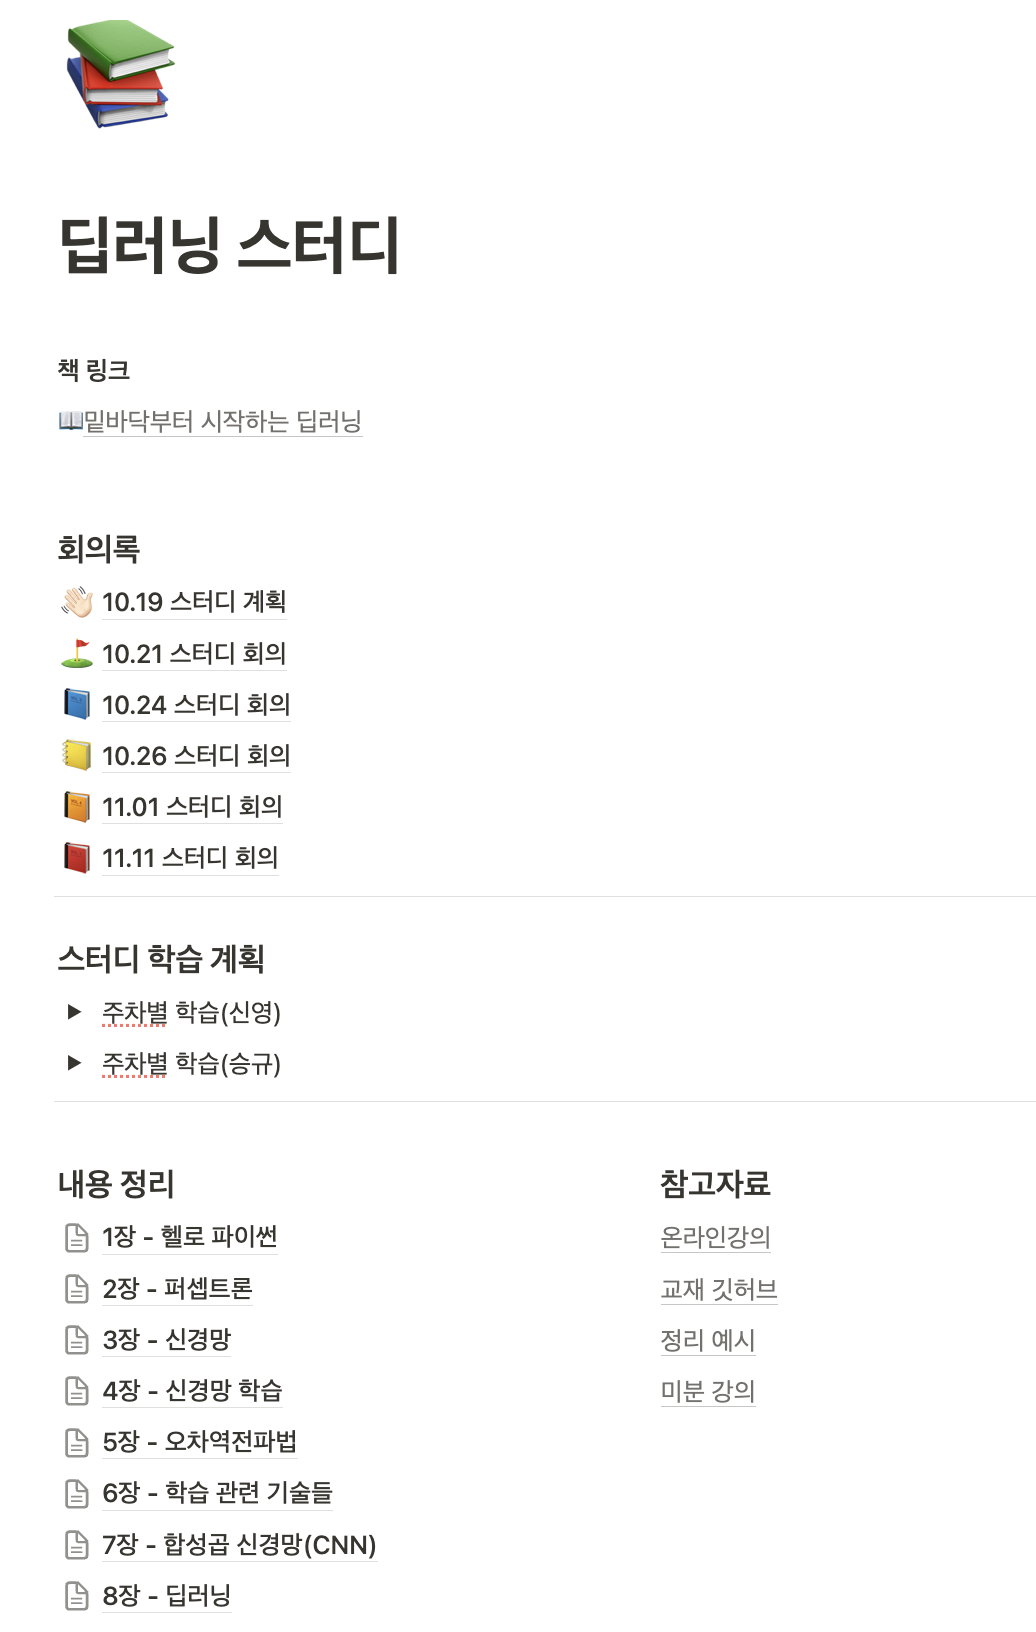 딥러닝 스터디
책 링크
밑바닥부터 시작하는 딥러닝
회의록
10.19 스터디 계획
10.21 스터디 회의
10.24 스터디 회의
10.26 스터디 회의
11.01 스터디 회의
11.11 스터디 회의
스터디 학습 계획
주차별 학습(신영)
주차별 학습(승규)
내용 정리
1장 - 헬로 파이썬
2장 - 퍼셉트론
3장 - 신경망
4장 - 신경망 학습
5장 - 오차역전파법
6장 - 학습 관련 기술들
7장 - 합성곱 신경망(CNN)
8장 - 딥러닝
참고자료
온라인강의
교재 깃허브
정리 예시
미분 강의